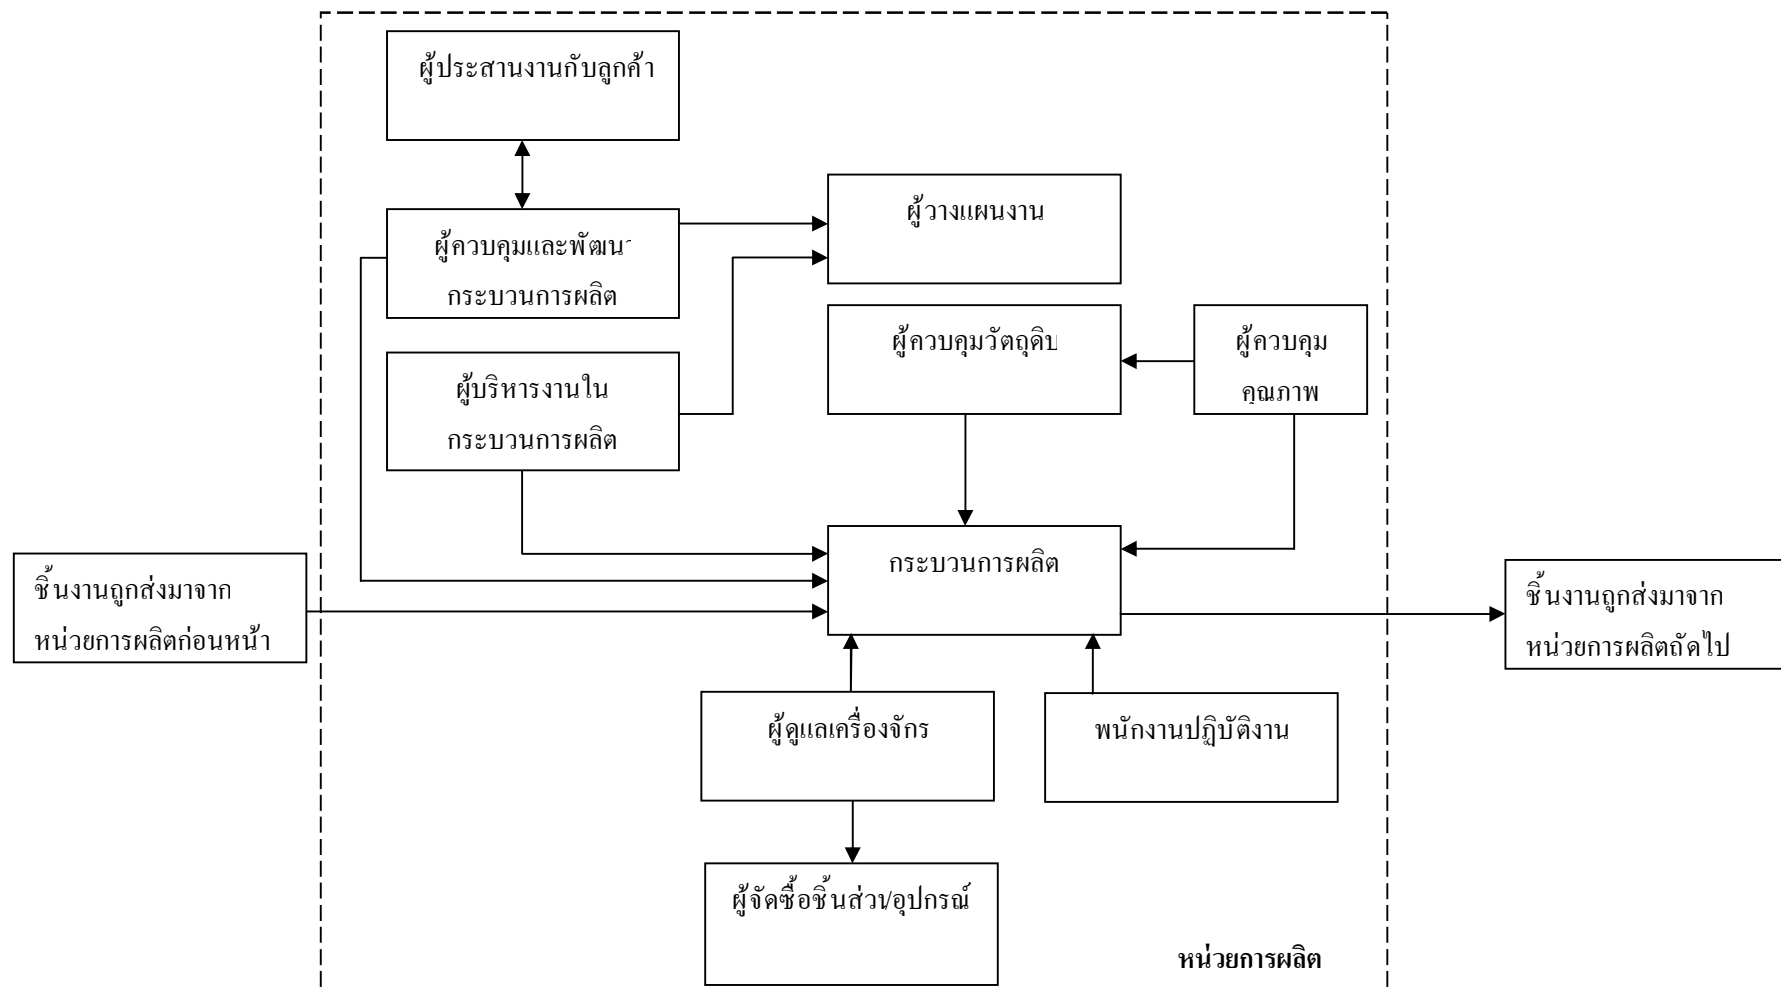 ผู้ประสานงานกับลูกค้า
ผู้วางแผนงาน
ผู้ควบคุมและพัฒนา
กระบวนการผลิต
ผู้ควบคุมวัตถุดิบ
ผู้ควบคุม
คุณภาพ
ผู้บริหารงานใน
กระบวนการผลิต
กระบวนการผลิต
ชิ้นงานถูกส่งมาจาก
หน่วยการผลิตก่อนหน้า
ชิ้นงานถูกส่งมาจาก
หน่วยการผลิตถัดไป
ผู้ดูแลเครื่องจักร
พนักงานปฏิบัติงาน
ผู้จัดซื้อชิ้นส่วน/อุปกรณ์
หน่วยการผลิต